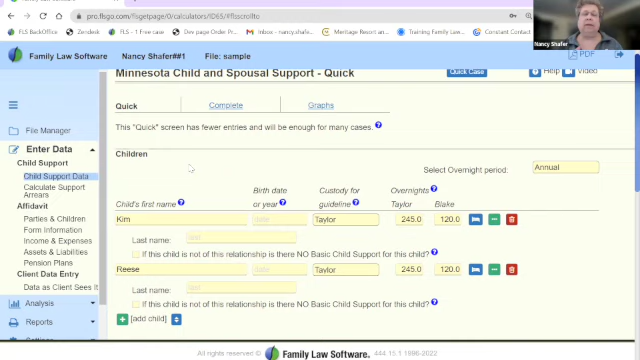 pro.flsgo.com/flsgetpage/0/calculators/tD65/#flsscrollto
FLS BackOffice Zendesk FLS - 1 Free case Dev page Order PROD Inbox - nancy.shafe... Meritage Resort - ... Training Family Law... Constant Contact
Nancy Shafer
Family Law Software Nancy Shafer##1 File: sample PDF
Minnesota Child and Spousal Support - Quick Quick Case Help Video
Quick Complete Graphs
This "Quick" screen has fewer entries and will be enough for many cases.
File Manager
Enter Data
Child Support
Child Support Data
Calculate Support Arrears
Affidavit
Parties & Children
Form Information
Income & Expenses
Assets & Liabilities
Pension Plans
Client Data Entry
Data as Client Sees It
Analysis
Reports
Children
Select Overnight period: Annual
Child's first name Birth date or year Custody for guideline Overnights Taylor Blake
Kim date Taylor 245.0 120.0
Last name: last
If this child is not of this relationship is there NO Basic Child Support for this child?
Reese date Taylor 245.0 120.0
Last name: last
If this child is not of this relationship is there NO Basic Child Support for this child?
[add child]
All rights reserved © Family Law Software. 444.15.1 1996-2022